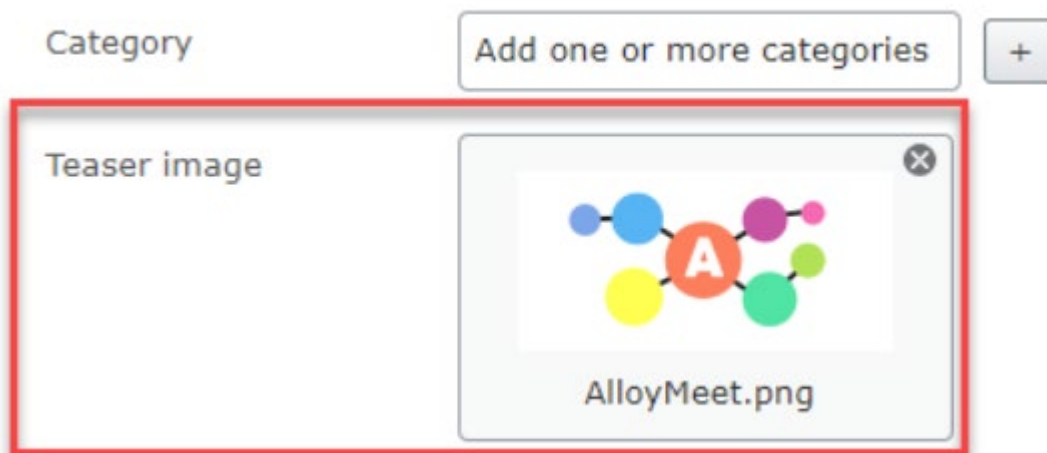 Category
Add one or more categories
+
Teaser image
A
AlloyMeet.png